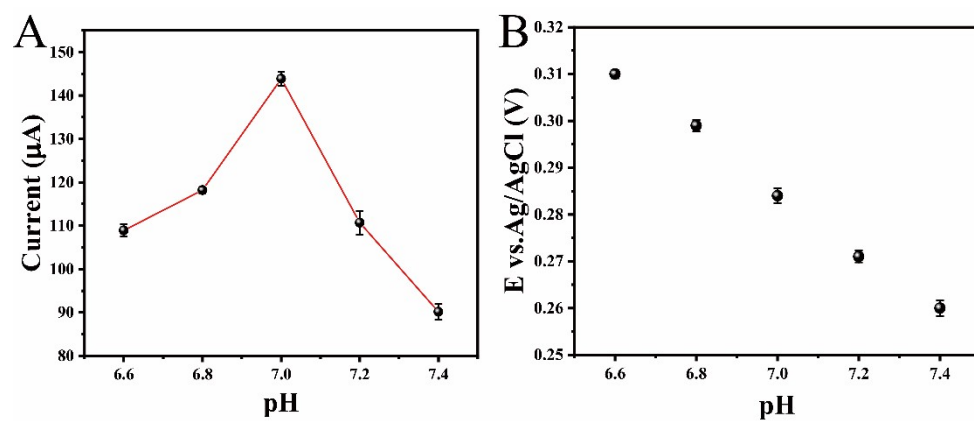 A
Current (µA)
150
140
130
120
110
100
90
80
6.6 6.8 7.0 7.2 7.4
pH
B
E vs.Ag/AgCl (V)
0.32
0.31
0.30
0.29
0.28
0.27
0.26
0.25
6.6 6.8 7.0 7.2 7.4
pH